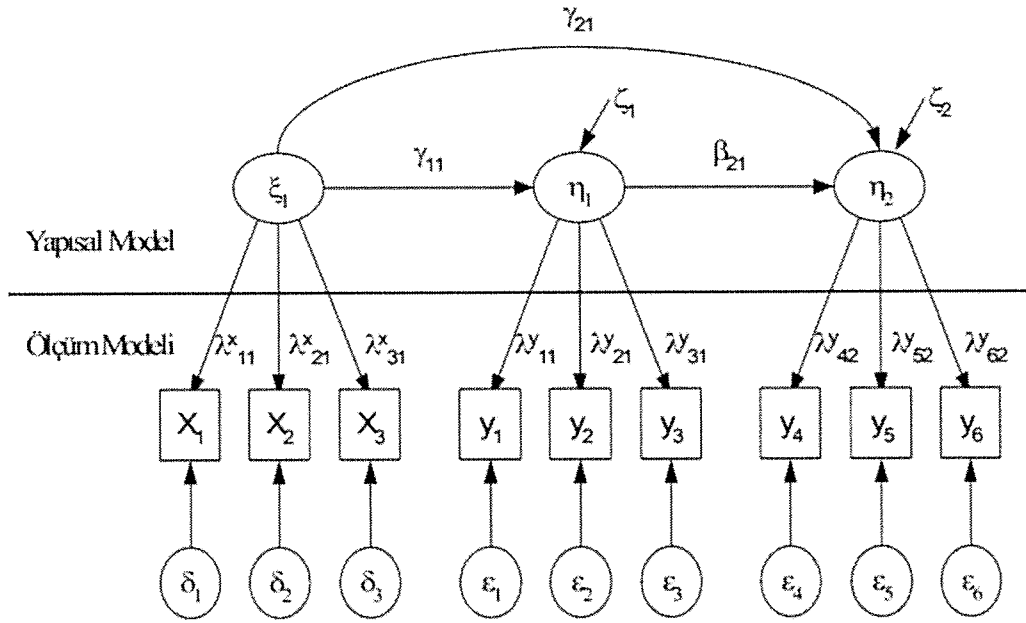 γ21
ζ1 ζ2
γ11 β21
ξ1 η1 η2
Yapısal Model
Ölçüm Modeli
λx11 λx21 λx31 λy11 λy21 λy31 λy42 λy52 λy62
X1 X2 X3 y1 y2 y3 y4 y5 y6
δ1 δ2 δ3 ε1 ε2 ε3 ε4 ε5 ε6